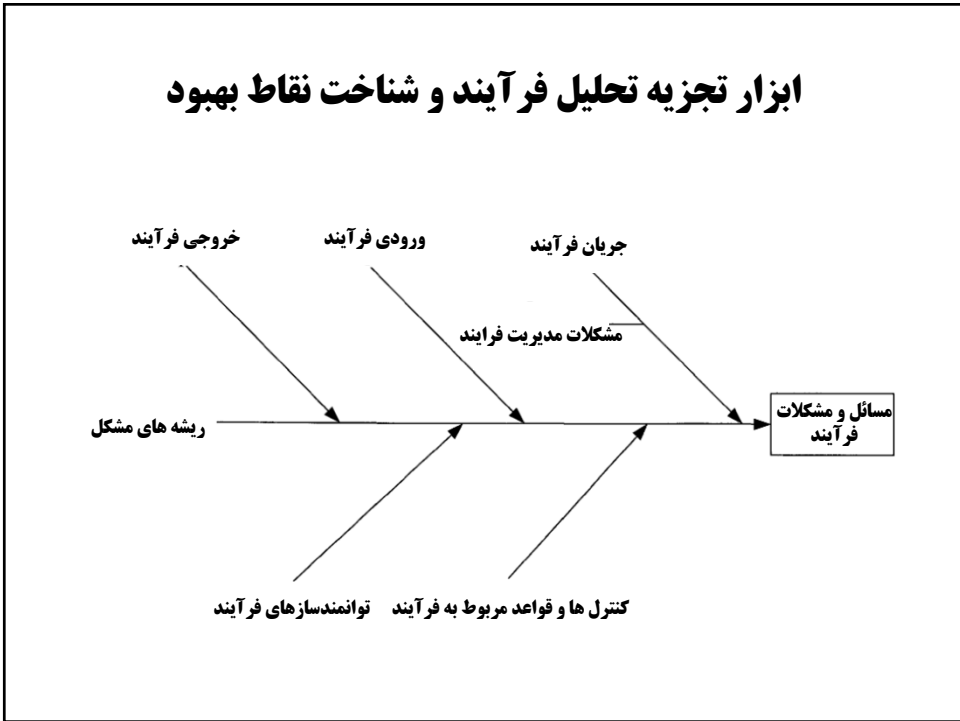 ابزار تجزیه تحلیل فرآیند و شناخت نقاط بهبود
جریان فرآیند
ورودی فرآیند
خروجی فرآیند
مشکلات مدیریت فرایند
مسائل و مشکلات
فرآیند
ریشه های مشکل
کنترل ها و قواعد مربوط به فرآیند
توانمندسازهای فرآیند